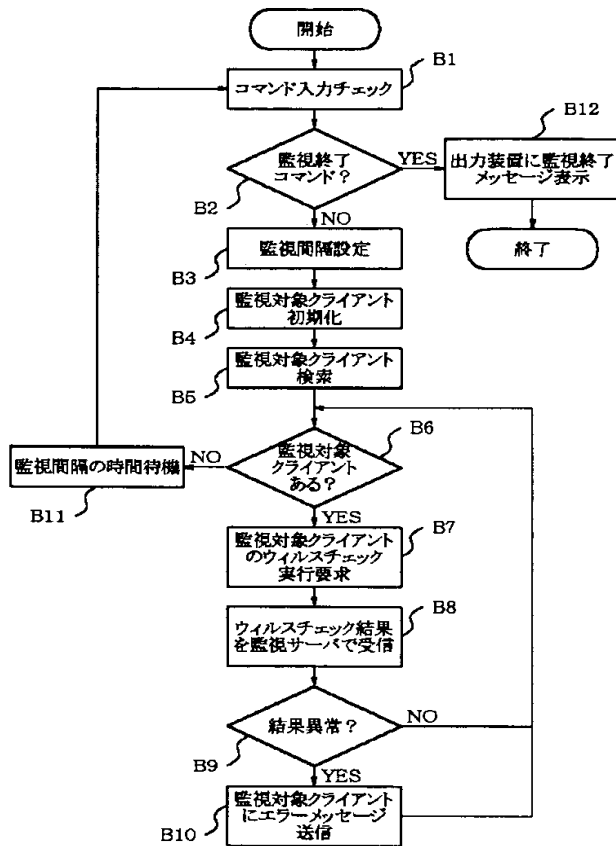 開始
B1
コマンド入力チェック
B12
監視終了
コマンド?
YES
出力装置に監視終了
メッセージ表示
B2
NO
終了
監視間隔設定
B3
監視対象クライアント
初期化
B4
監視対象クライアント
検索
B5
B6
監視対象
クライアント
ある?
NO
監視間隔の時間待機
B11
YES
B7
監視対象クライアント
のウィルスチェック
実行要求
B8
ウィルスチェック結果
を監視サーバで受信
結果異常?
NO
B9
YES
監視対象クライアント
にエラーメッセージ
送信
B10